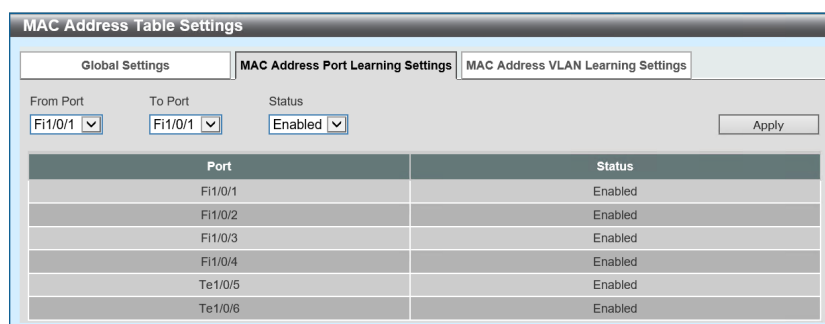 MAC Address Table Settings
Global Settings MAC Address Port Learning Settings MAC Address VLAN Learning Settings
From Port To Port Status
Fi1/0/1 Fi1/0/1 Enabled Apply
Port Status
Fi1/0/1 Enabled
Fi1/0/2 Enabled
Fi1/0/3 Enabled
Fi1/0/4 Enabled
Te1/0/5 Enabled
Te1/0/6 Enabled